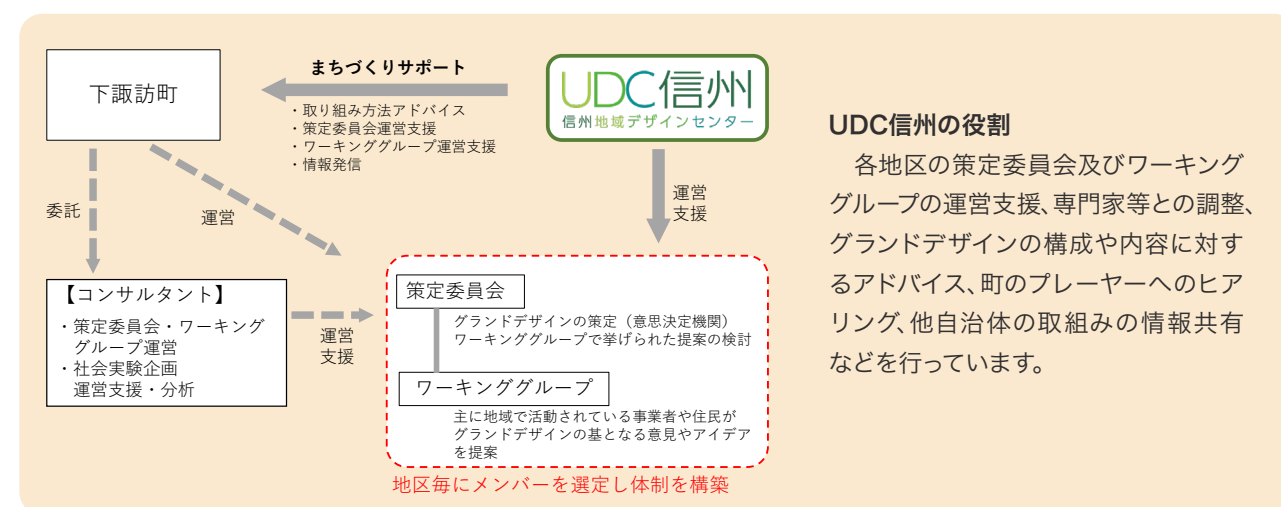 下諏訪町
まちづくりサポート
・取り組み方法アドバイス
・策定委員会運営支援
・ワーキンググループ運営支援
・情報発信
UDC信州
信州地域デザインセンター
委託
運営
運営
支援
【コンサルタント】
・策定委員会・ワーキング
グループ運営
・社会実験企画
運営支援・分析
運営
支援
策定委員会
グランドデザインの策定（意思決定機関）
ワーキンググループで挙げられた提案の検討
ワーキンググループ
主に地域で活動されている事業者や住民が
グランドデザインの基となる意見やアイデア
を提案
地区毎にメンバーを選定し体制を構築
UDC信州の役割
各地区の策定委員会及びワーキング
グループの運営支援、専門家等との調整、
グランドデザインの構成や内容に対す
るアドバイス、町のプレーヤーへのヒア
リング、他自治体の取組みの情報共有
などを行っています。